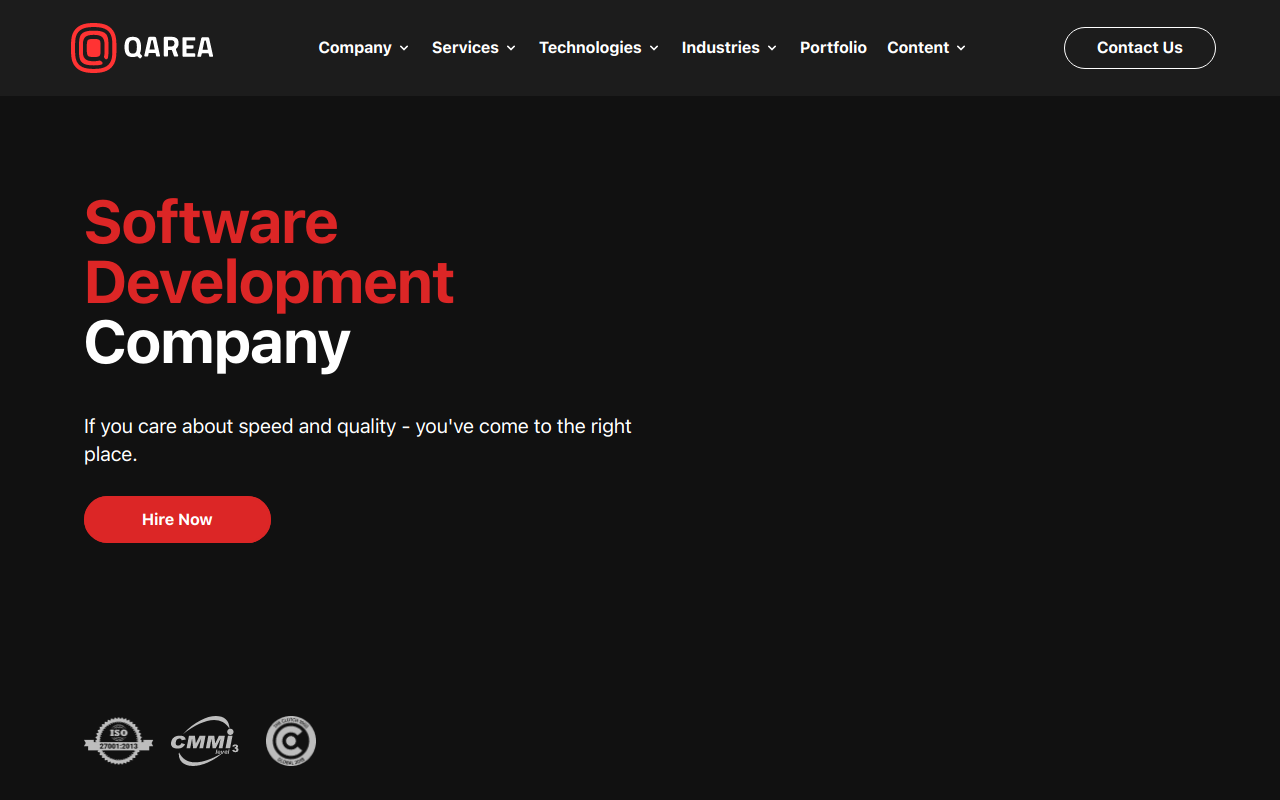 QAREA
Company
Services
Technologies
Industries
Portfolio
Content
Contact Us
Software
Development
Company
If you care about speed and quality - you've come to the right
place.
Hire Now
ISO
27001:2013
CMMi
level 3